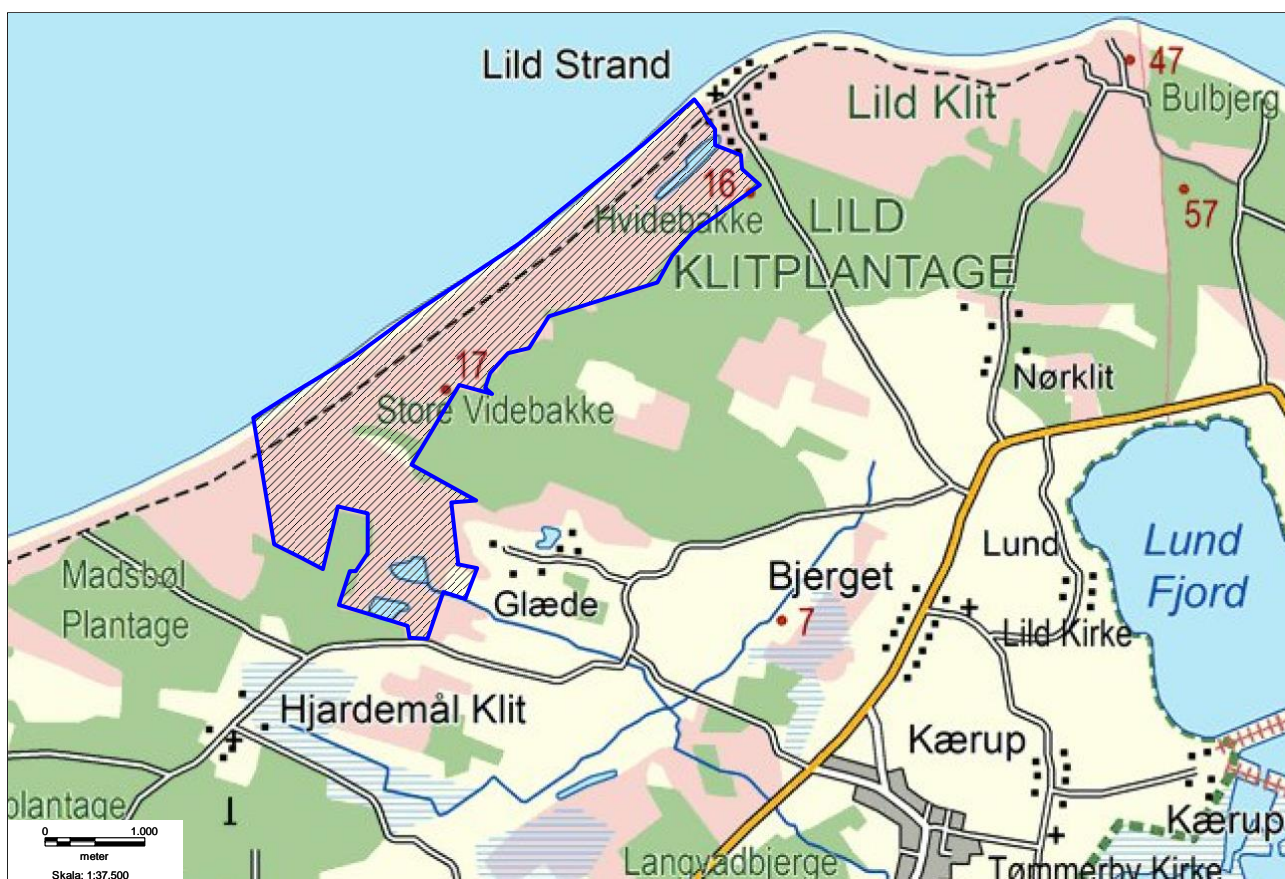 Lild Strand
47
Lild Klit
Bulbjerg
16
57
Hvidebakke
LILD
KLITPLANTAGE
17
Nørklit
Store Videbakke
Lund
Lund
Fjord
Madsbøl
Plantage
Bjerget
Glæde
7
Lild Kirke
Hjardemål Klit
Kærup
plantage
Kærup
Langvadbjerge
Tømmerby Kirke
0 1.000
meter
Skala: 1:37.500